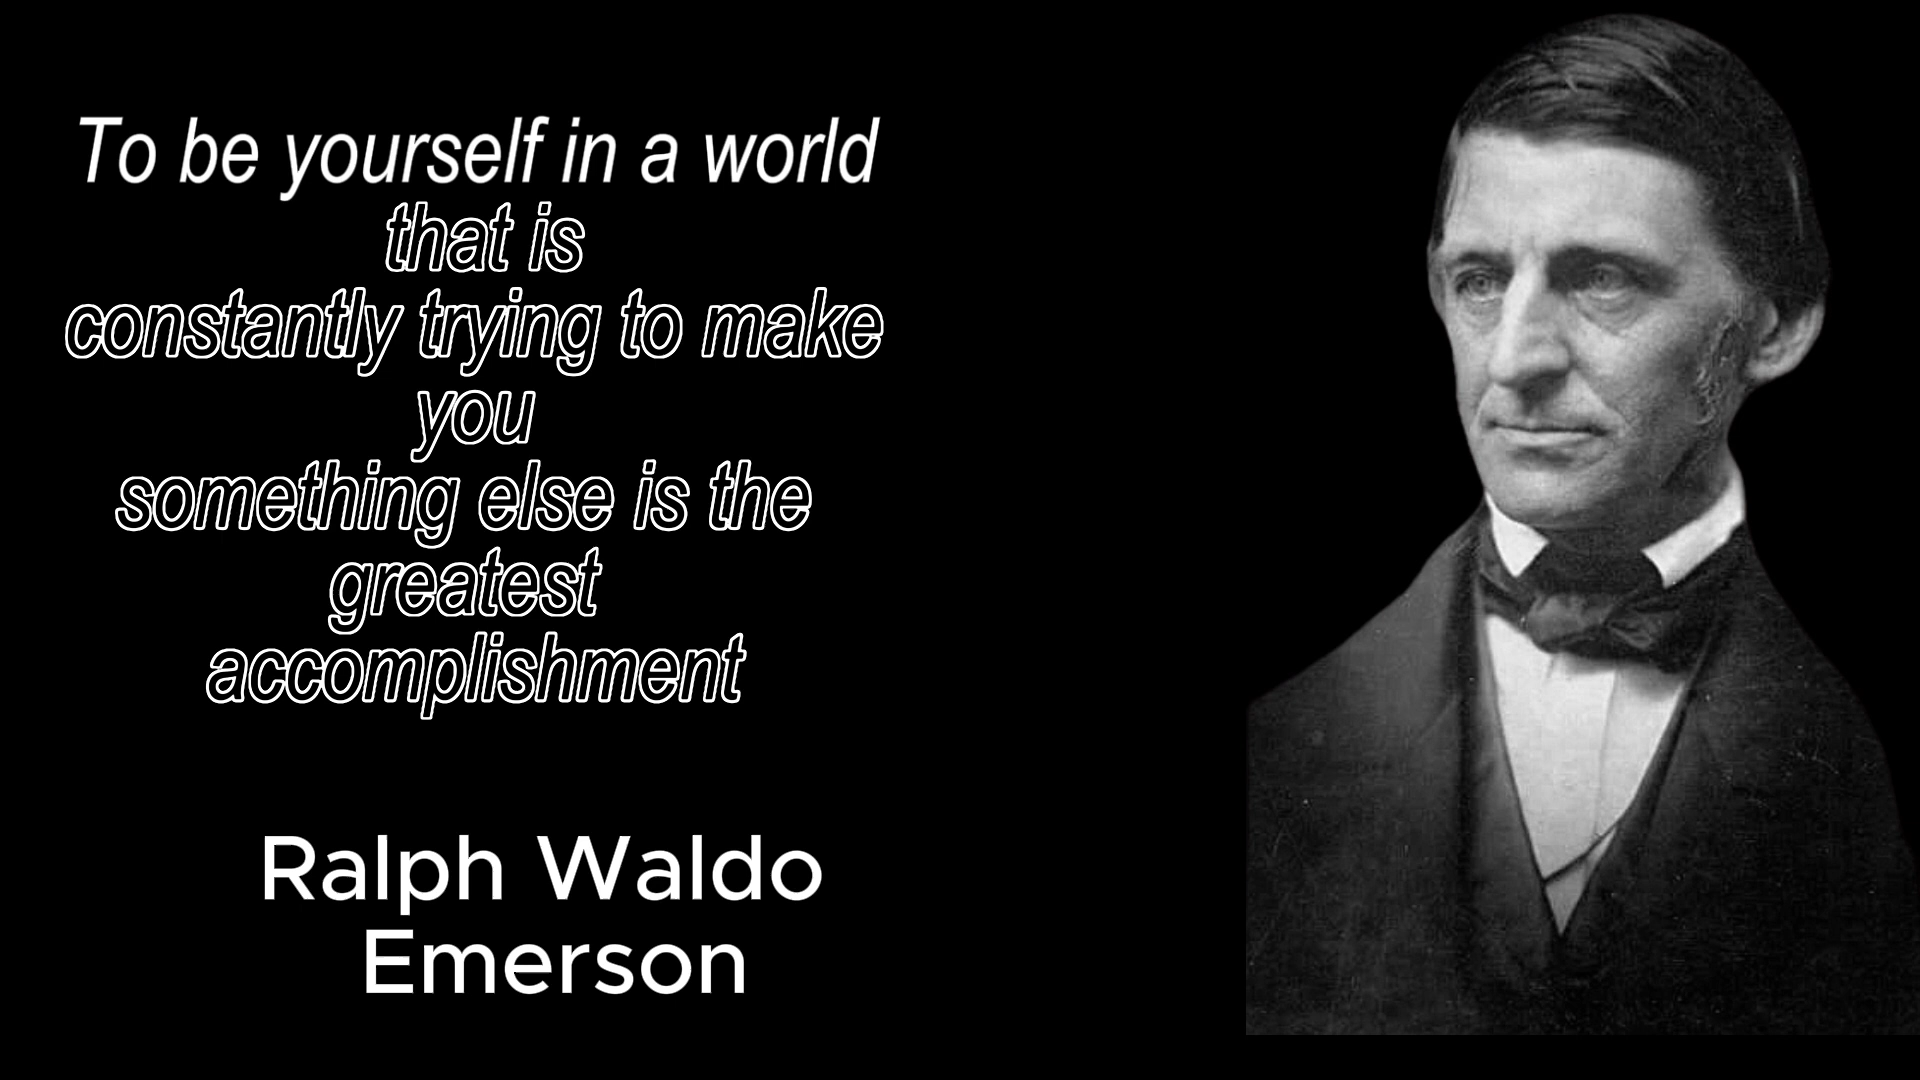 To be yourself in a world
that is
constantly trying to make
you
something else is the
greatest
accomplishment
Ralph Waldo
Emerson